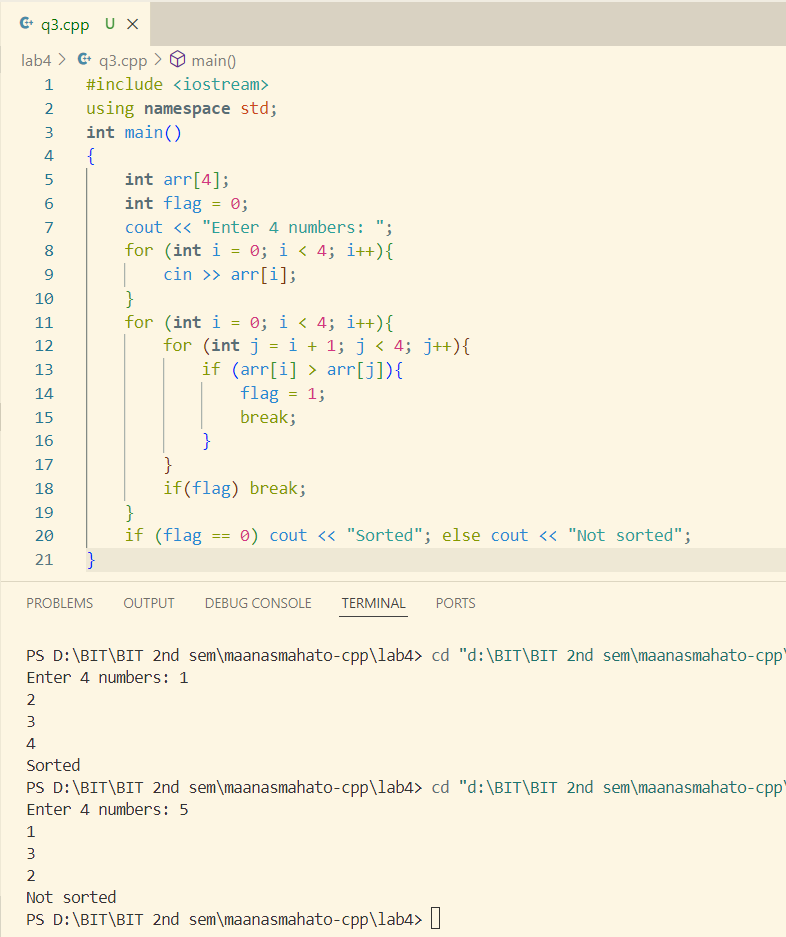 q3.cpp U
lab4 > q3.cpp > main()
1 #include <iostream>
2 using namespace std;
3 int main()
4 {
5     int arr[4];
6     int flag = 0;
7     cout << "Enter 4 numbers: ";
8     for (int i = 0; i < 4; i++){
9         cin >> arr[i];
10     }
11     for (int i = 0; i < 4; i++){
12         for (int j = i + 1; j < 4; j++){
13             if (arr[i] > arr[j]){
14                 flag = 1;
15                 break;
16             }
17         }
18         if(flag) break;
19     }
20     if (flag == 0) cout << "Sorted"; else cout << "Not sorted";
21 }
PROBLEMS OUTPUT DEBUG CONSOLE TERMINAL PORTS
PS D:\BIT\BIT 2nd sem\maanasmahato-cpp\lab4> cd "d:\BIT\BIT 2nd sem\maanasmahato-cpp\
Enter 4 numbers: 1
2
3
4
Sorted
PS D:\BIT\BIT 2nd sem\maanasmahato-cpp\lab4> cd "d:\BIT\BIT 2nd sem\maanasmahato-cpp\
Enter 4 numbers: 5
1
3
2
Not sorted
PS D:\BIT\BIT 2nd sem\maanasmahato-cpp\lab4>